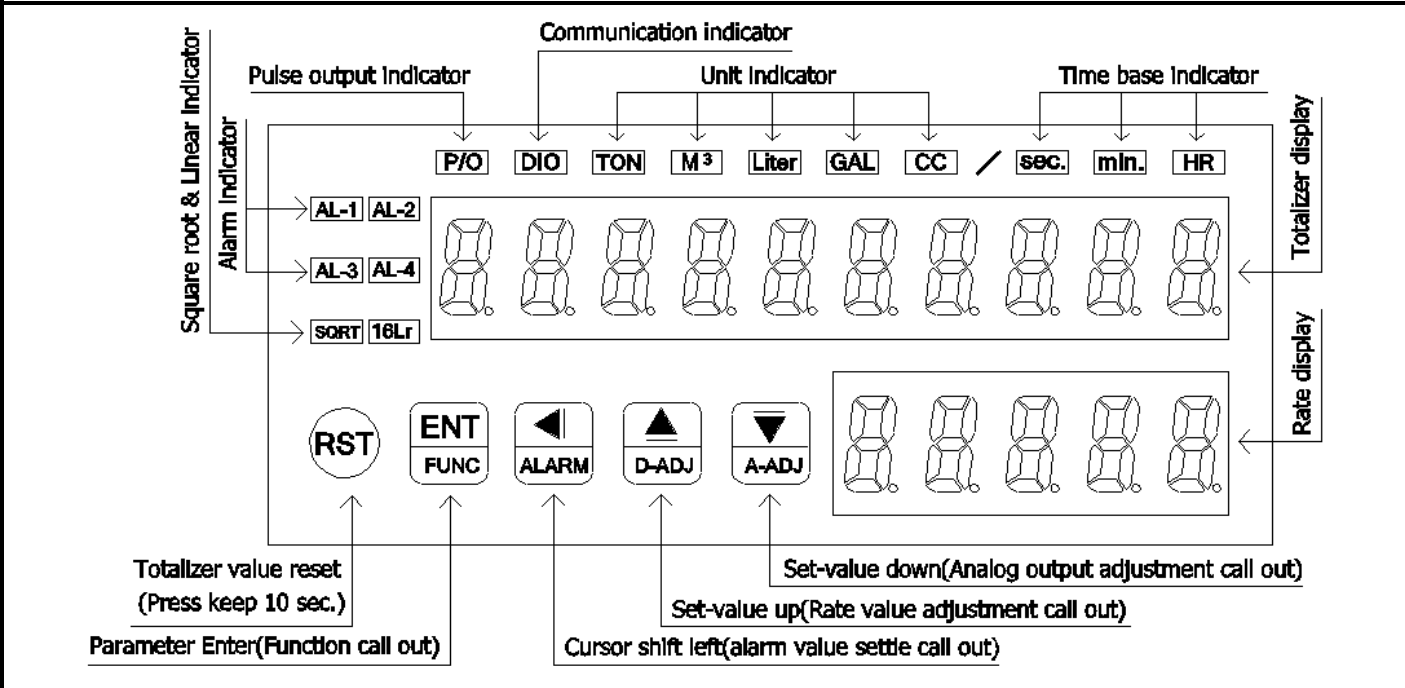 Communication indicator
Pulse output indicator
Unit indicator
Time base indicator
Square root & Linear indicator
Alarm indicator
P/O DIO TON M³ Liter GAL CC / sec. min. HR
Totalizer display
AL-1 AL-2
AL-3 AL-4
SQRT 16Lr
Rate display
RST
ENT
FUNC
ALARM
D-ADJ
A-ADJ
Totalizer value reset
(Press keep 10 sec.)
Set-value down(Analog output adjustment call out)
Set-value up(Rate value adjustment call out)
Parameter Enter(Function call out)
Cursor shift left(alarm value settle call out)